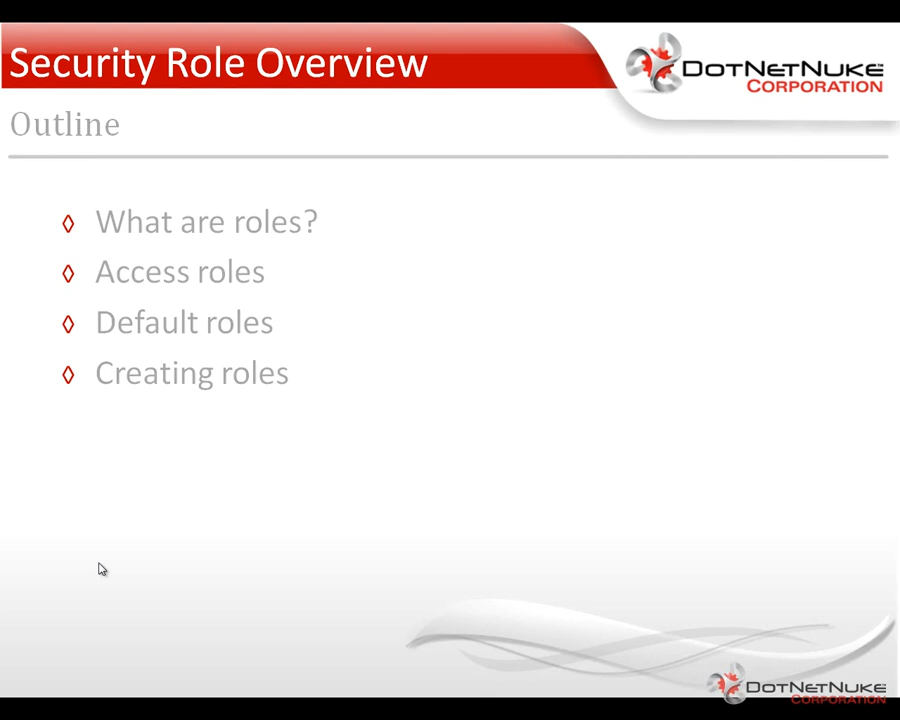 Security Role Overview
DOTNETNUKE
CORPORATION
Outline
What are roles?
Access roles
Default roles
Creating roles
DOTNETNUKE
CORPORATION